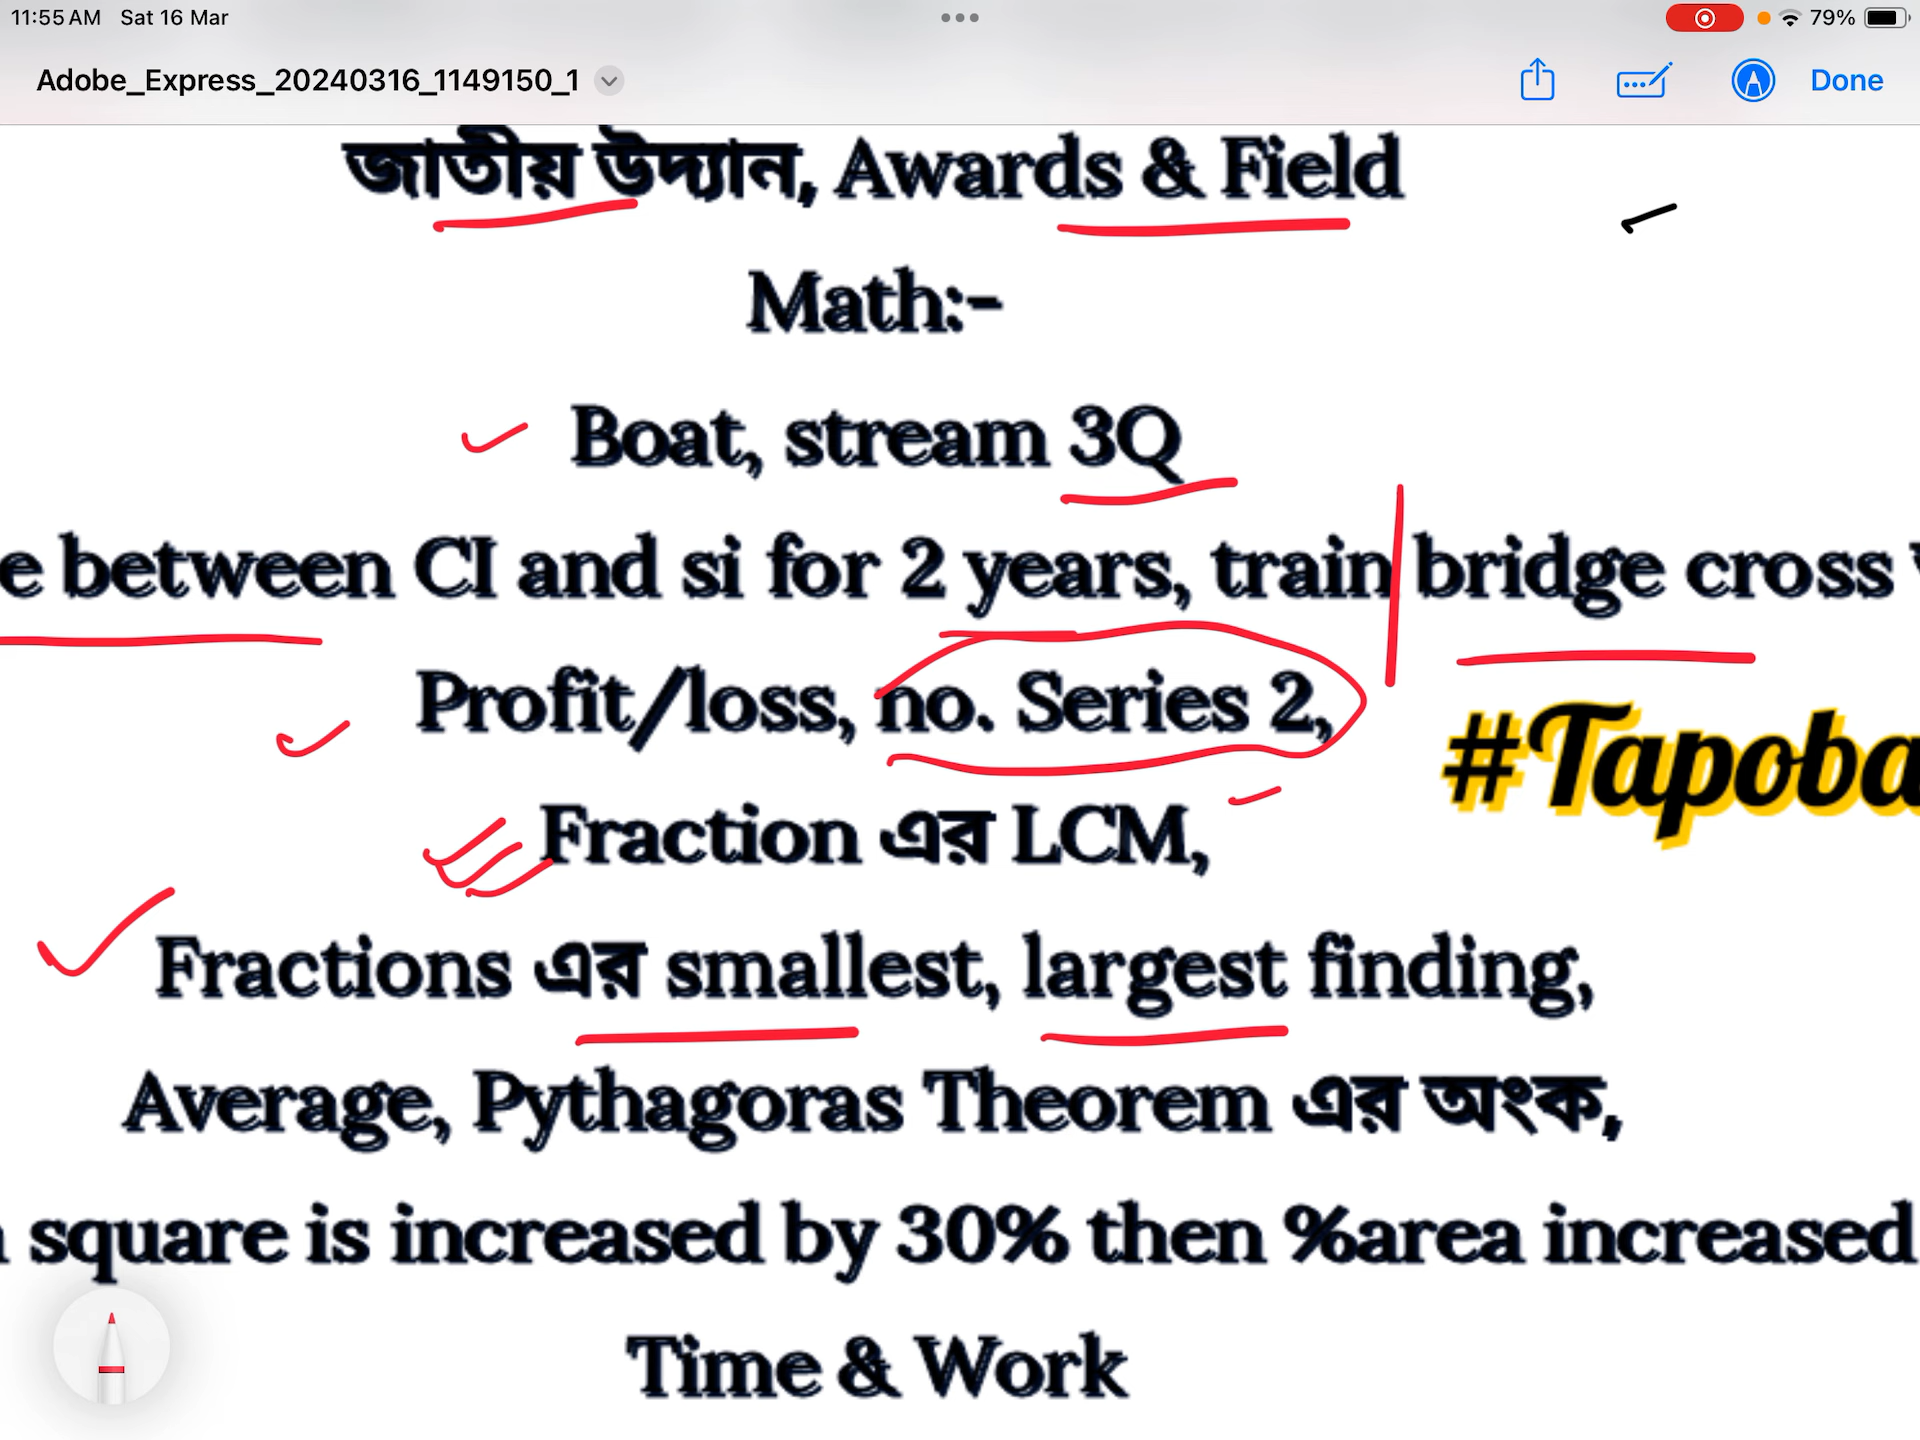 11:55 AM Sat 16 Mar
79%
Adobe_Express_20240316_1149150_1
Done
জাতীয় উদ্যান, Awards & Field
Math:-
Boat, stream 3Q
e between CI and si for 2 years, train bridge cross
Profit/loss, no. Series 2,
#Tapoba
Fraction এর LCM,
Fractions এর smallest, largest finding,
Average, Pythagoras Theorem এর অংক,
square is increased by 30% then %area increased
Time & Work